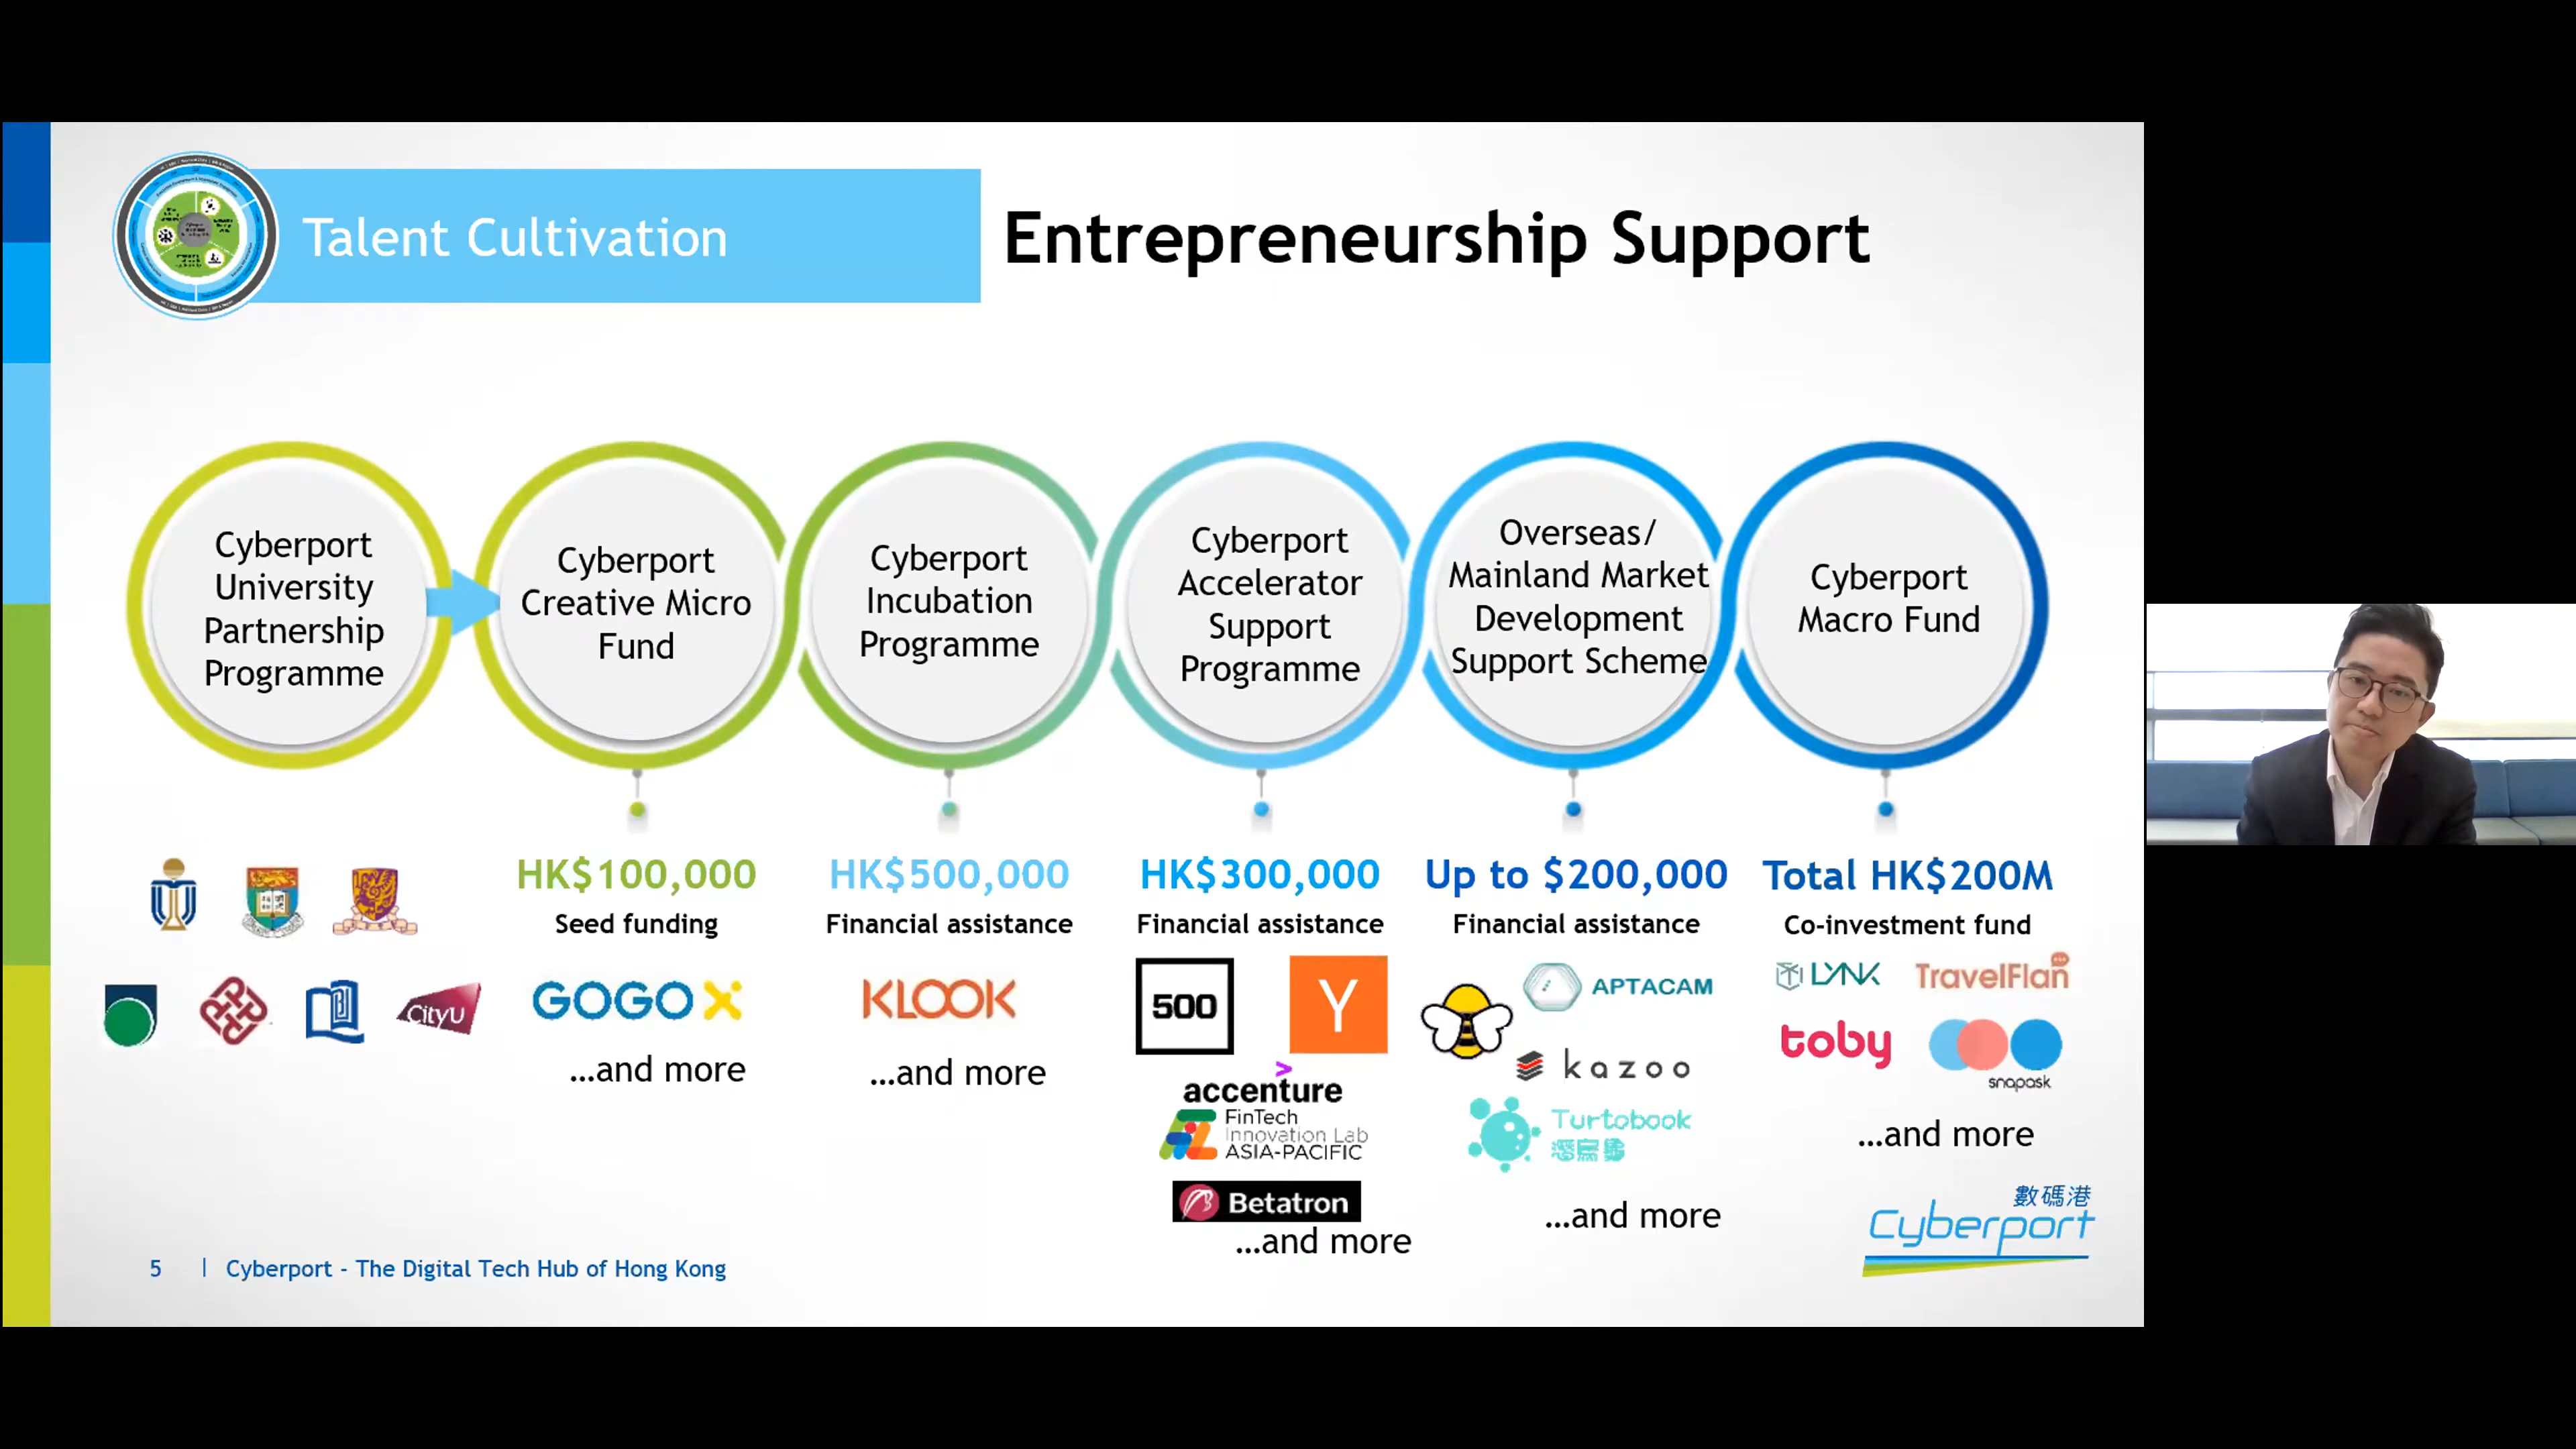 Talent Cultivation
Entrepreneurship Support
Cyberport
University
Partnership
Programme
Cyberport
Creative Micro
Fund
Cyberport
Incubation
Programme
Cyberport
Accelerator
Support
Programme
Overseas/
Mainland Market
Development
Support Scheme
Cyberport
Macro Fund
CityU
HK$100,000
Seed funding
GOGOX
...and more
HK$500,000
Financial assistance
KLOOK
...and more
HK$300,000
Financial assistance
500
Y
accenture
FinTech
Innovation Lab
ASIA-PACIFIC
Betatron
...and more
Up to $200,000
Financial assistance
APTACAM
kazoo
Turtobook
...and more
Total HK$200M
Co-investment fund
LYNK
TravelFlan
toby
snapask
...and more
數碼港
Cyberport
5 | Cyberport - The Digital Tech Hub of Hong Kong